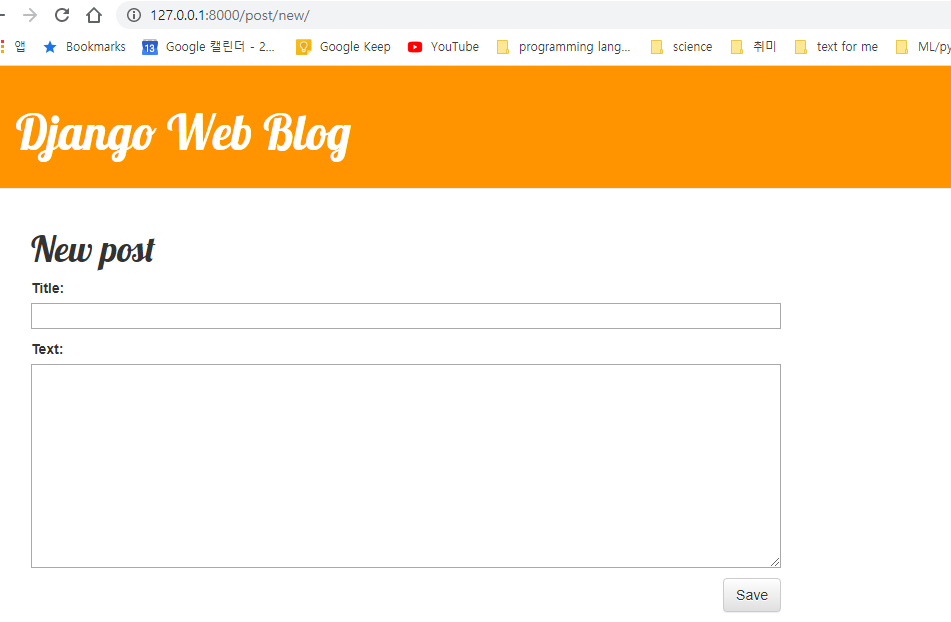 127.0.0.1:8000/post/new/
앱 Bookmarks 13 Google 캘린더 - 2... Google Keep YouTube programming lang... science 취미 text for me ML/py
Django Web Blog
New post
Title:
Text:
Save